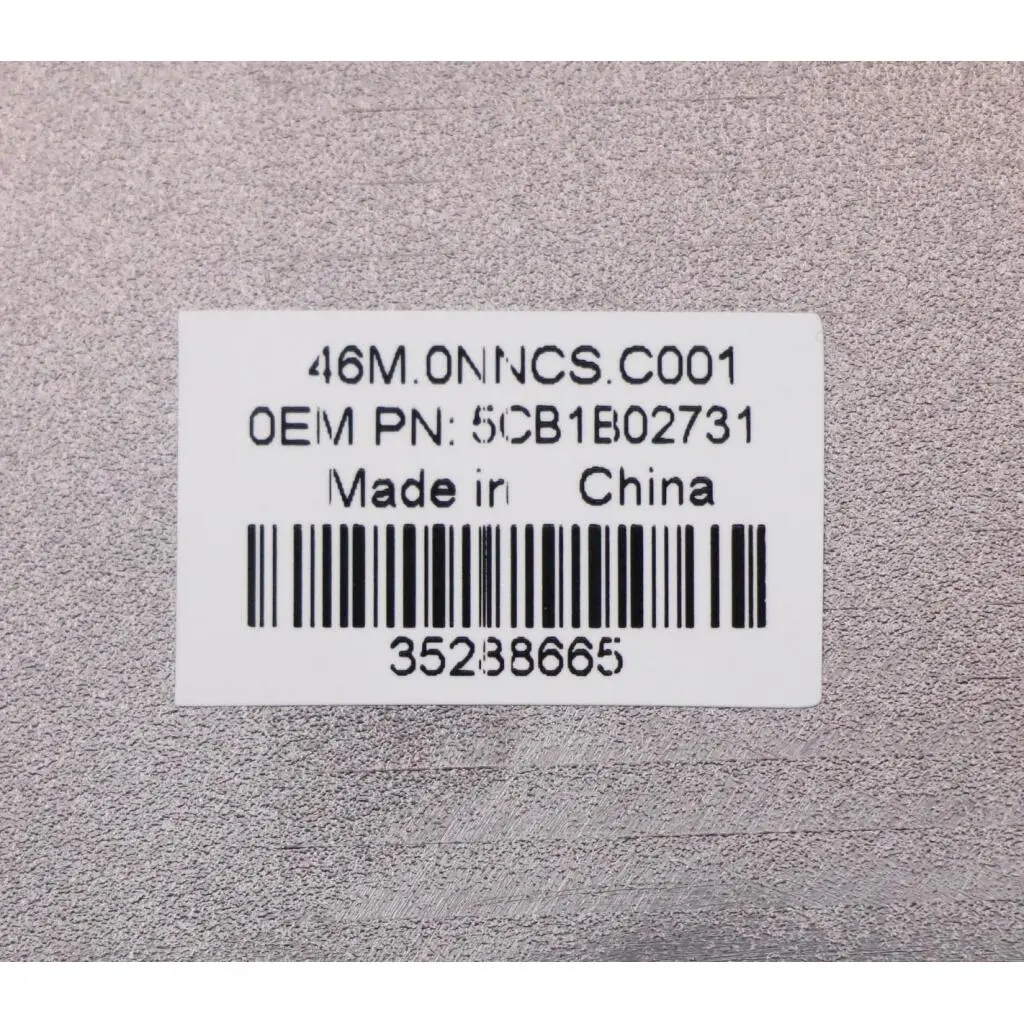 46M.0NNCS.C001
0EM PN: 5CB1B02731
Made in China
35288665